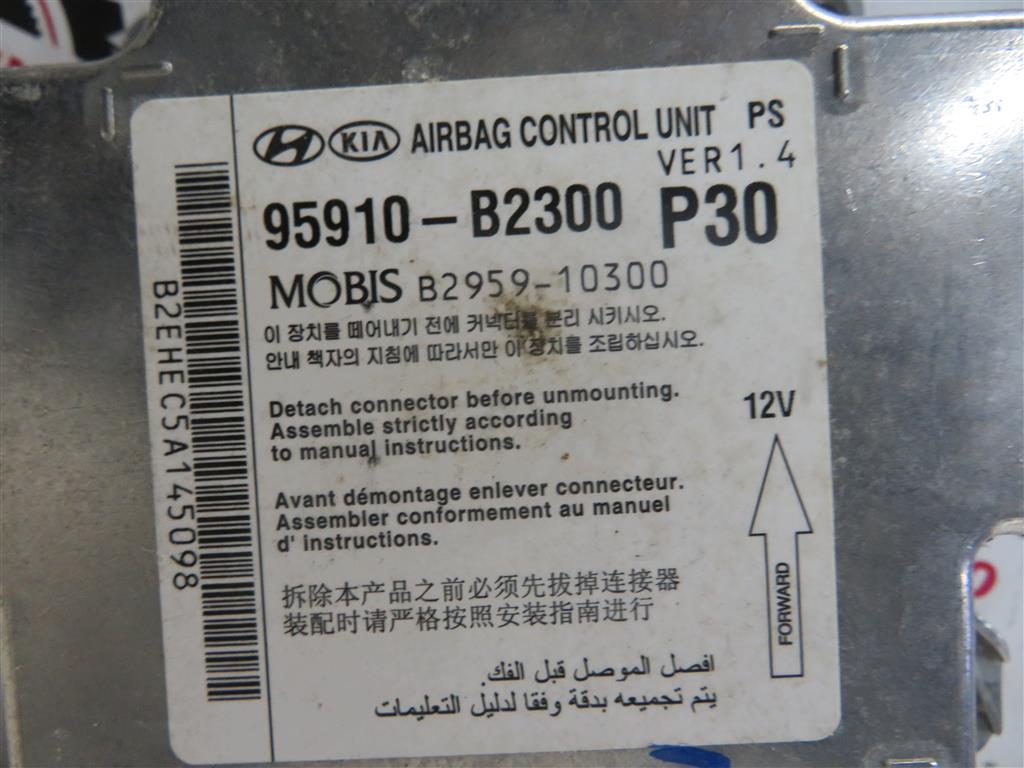 KIA AIRBAG CONTROL UNIT PS
VER1.4
95910-B2300 P30
MOBIS B2959-10300
이 장치를 떼어내기 전에 커넥터를 분리 시키시오.
안내 책자의 지침에 따라서만 이 장치를 조립하십시오.
Detach connector before unmounting.
Assemble strictly according
to manual instructions.
12V
Avant démontage enlever connecteur.
Assembler conformement au manuel
d' instructions.
FORWARD
拆除本产品之前必须先拔掉连接器
装配时请严格按照安装指南进行
افصل الموصل قبل الفك.
يتم تجميعه بدقة وفقا لدليل التعليمات
B2EHEC5A145098